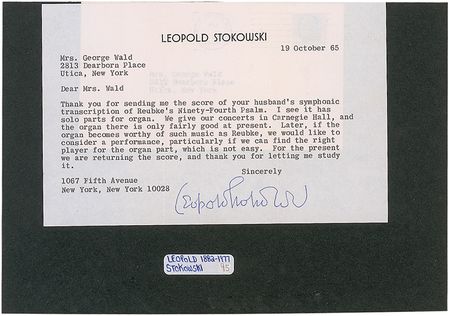 LEOPOLD STOKOWSKI
19 October 65
Mrs. George Wald
2813 Dearborn Place
Utica, New York
Dear Mrs. Wald
Thank you for sending me the score of your husband's symphonic
transcription of Reubke's Ninety-Fourth Psalm. I see it has
solo parts for organ. We give our concerts in Carnegie Hall, and
the organ there is only fairly good at present. Later, if the
organ becomes worthy of such music as Reubke, we would like to
consider a performance, particularly if we can find the right
player for the organ part, which is not easy. For the present
we are returning the score, and thank you for letting me study
it.
Sincerely
1067 Fifth Avenue
New York, New York 10028
Leopold Stokowski
LEOPOLD 1882-1977
STOKOWSKI 45